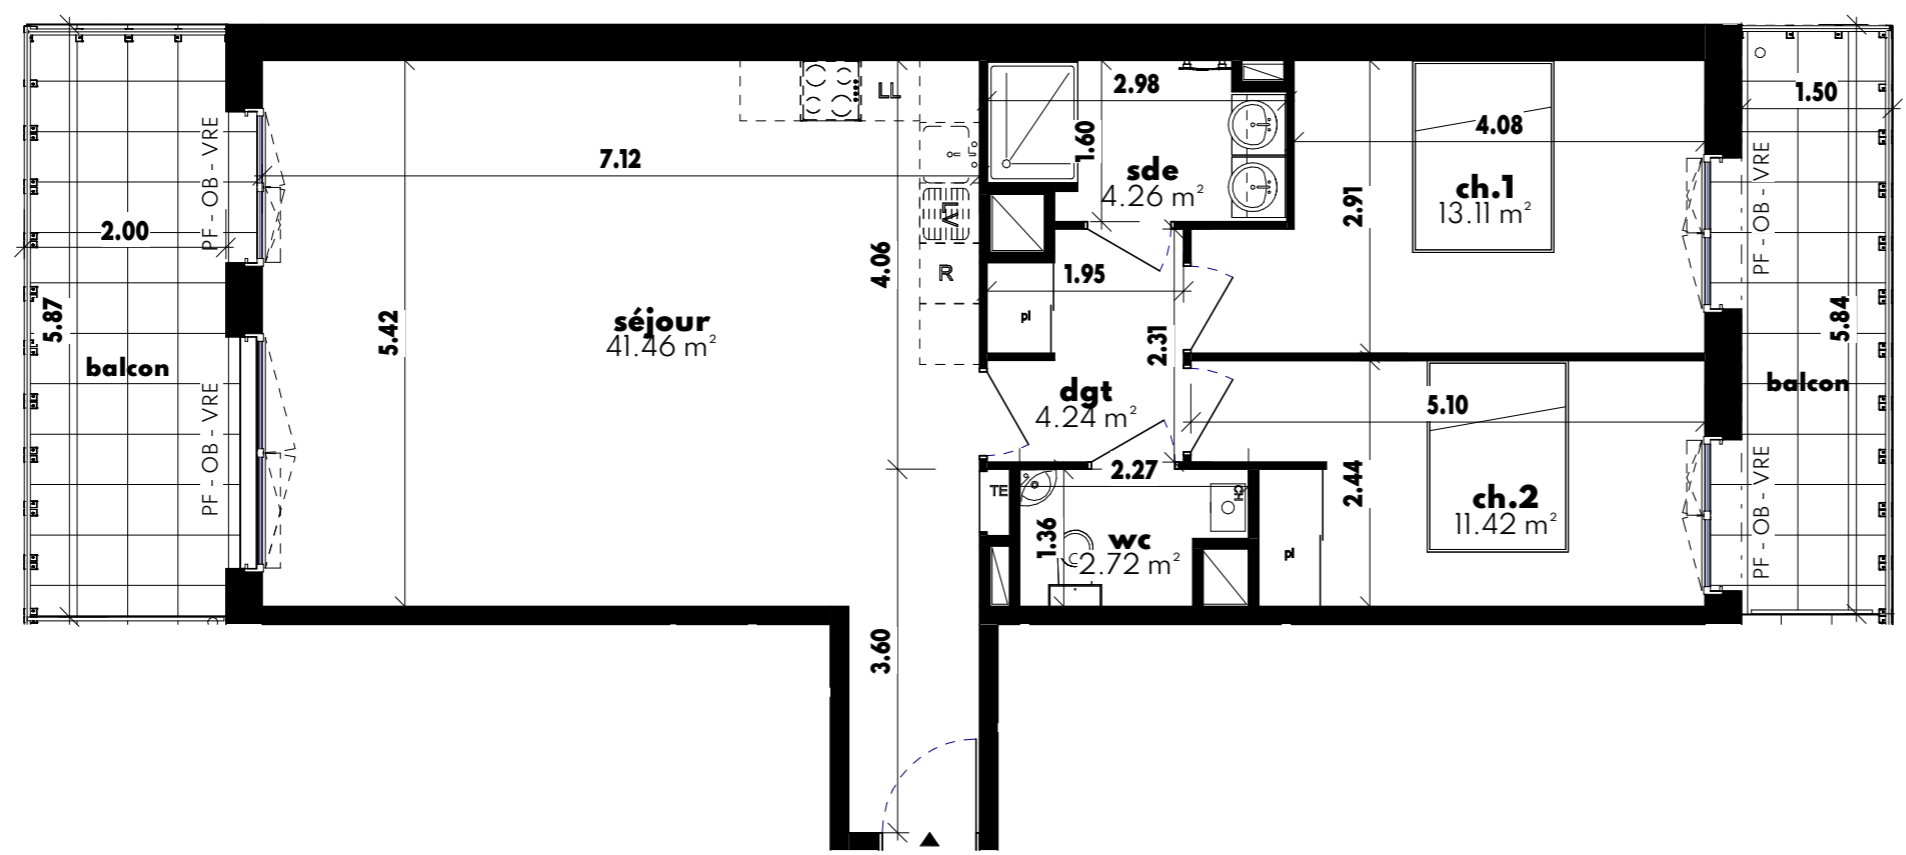 2.98
1.50
LL
PF - OB - VRE
7.12
1.60
sde
4.26 m²
4.08
ch.1
13.11 m²
PF - OB - VRE
2.00
4.06
LV
R
2.91
1.95
5.87
5.42
séjour
41.46 m²
pl
2.31
5.84
balcon
balcon
dgt
4.24 m²
5.10
PF - OB - VRE
2.27
TE
2.44
ch.2
11.42 m²
PF - OB - VRE
1.36
wc
2.72 m²
pl
3.60